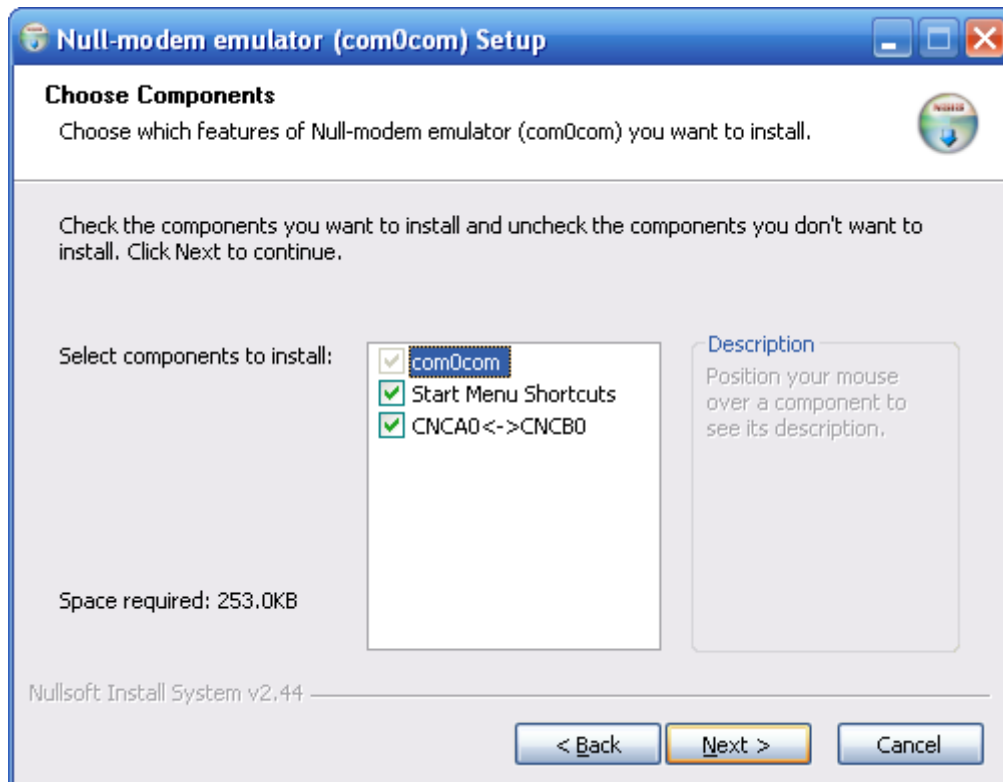 Null-modem emulator (com0com) Setup
Choose Components
Choose which features of Null-modem emulator (com0com) you want to install.
Check the components you want to install and uncheck the components you don't want to
install. Click Next to continue.
Select components to install:
com0com
Start Menu Shortcuts
CNCA0<->CNCB0
Description
Position your mouse
over a component to
see its description.
Space required: 253.0KB
Nullsoft Install System v2.44
< Back
Next >
Cancel